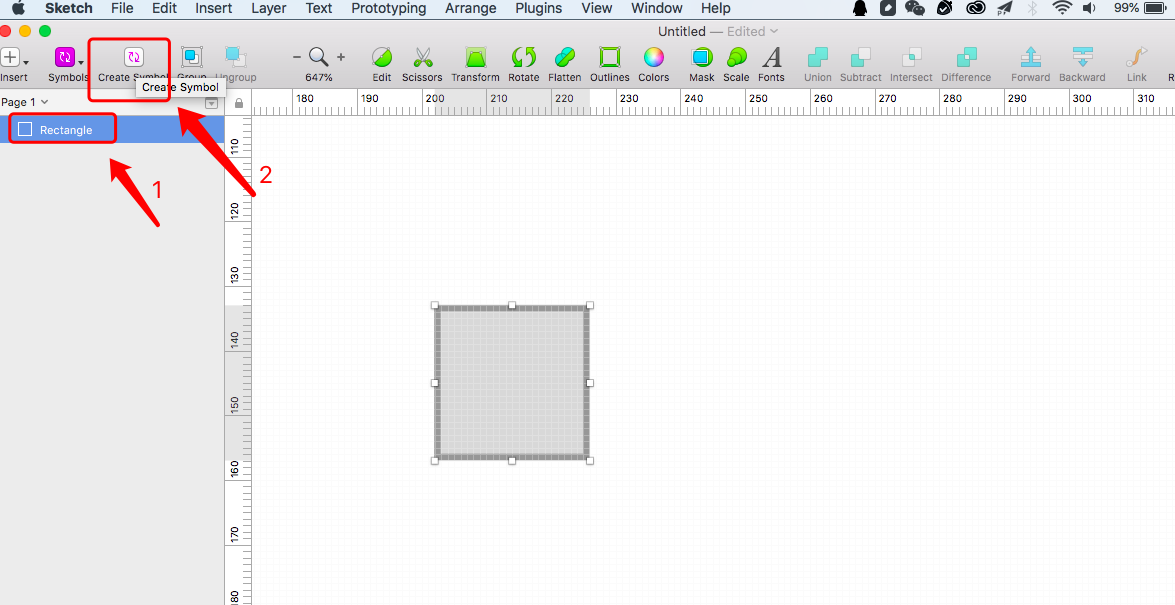 Sketch File Edit Insert Layer Text Prototyping Arrange Plugins View Window Help 99%
Untitled — Edited
Insert Symbols Create Symbol Group Ungroup 647% Edit Scissors Transform Rotate Flatten Outlines Colors Mask Scale Fonts Union Subtract Intersect Difference Forward Backward Link R
Create Symbol
Page 1
180 190 200 210 220 230 240 250 260 270 280 290 300 310
Rectangle
1
2
110
120
130
140
150
160
170
180